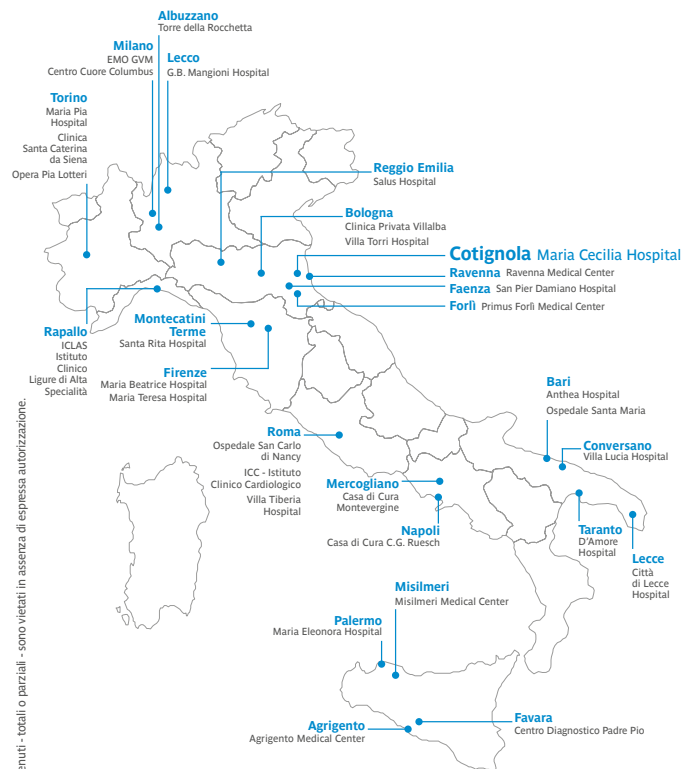 Albuzzano
Torre della Rocchetta
Milano
EMO GVM
Centro Cuore Columbus
Lecco
G.B. Mangioni Hospital
Torino
Maria Pia
Hospital
Clinica
Santa Caterina
da Siena
Opera Pia Lotteri
Reggio Emilia
Salus Hospital
Bologna
Clinica Privata Villalba
Villa Torri Hospital
Cotignola Maria Cecilia Hospital
Ravenna Ravenna Medical Center
Faenza San Pier Damiano Hospital
Forlì Primus Forlì Medical Center
Rapallo
ICLAS
Istituto
Clinico
Ligure di Alta
Specialità
Montecatini
Terme
Santa Rita Hospital
Firenze
Maria Beatrice Hospital
Maria Teresa Hospital
Roma
Ospedale San Carlo
di Nancy
ICC - Istituto
Clinico Cardiologico
Villa Tiberia
Hospital
Mercogliano
Casa di Cura
Montevergine
Napoli
Casa di Cura C.G. Ruesch
Bari
Anthea Hospital
Ospedale Santa Maria
Conversano
Villa Lucia Hospital
Taranto
D'Amore
Hospital
Lecce
Città
di Lecce
Hospital
Misilmeri
Misilmeri Medical Center
Palermo
Maria Eleonora Hospital
Agrigento
Agrigento Medical Center
Favara
Centro Diagnostico Padre Pio
enuti - totali o parziali - sono vietati in assenza di espressa autorizzazione.